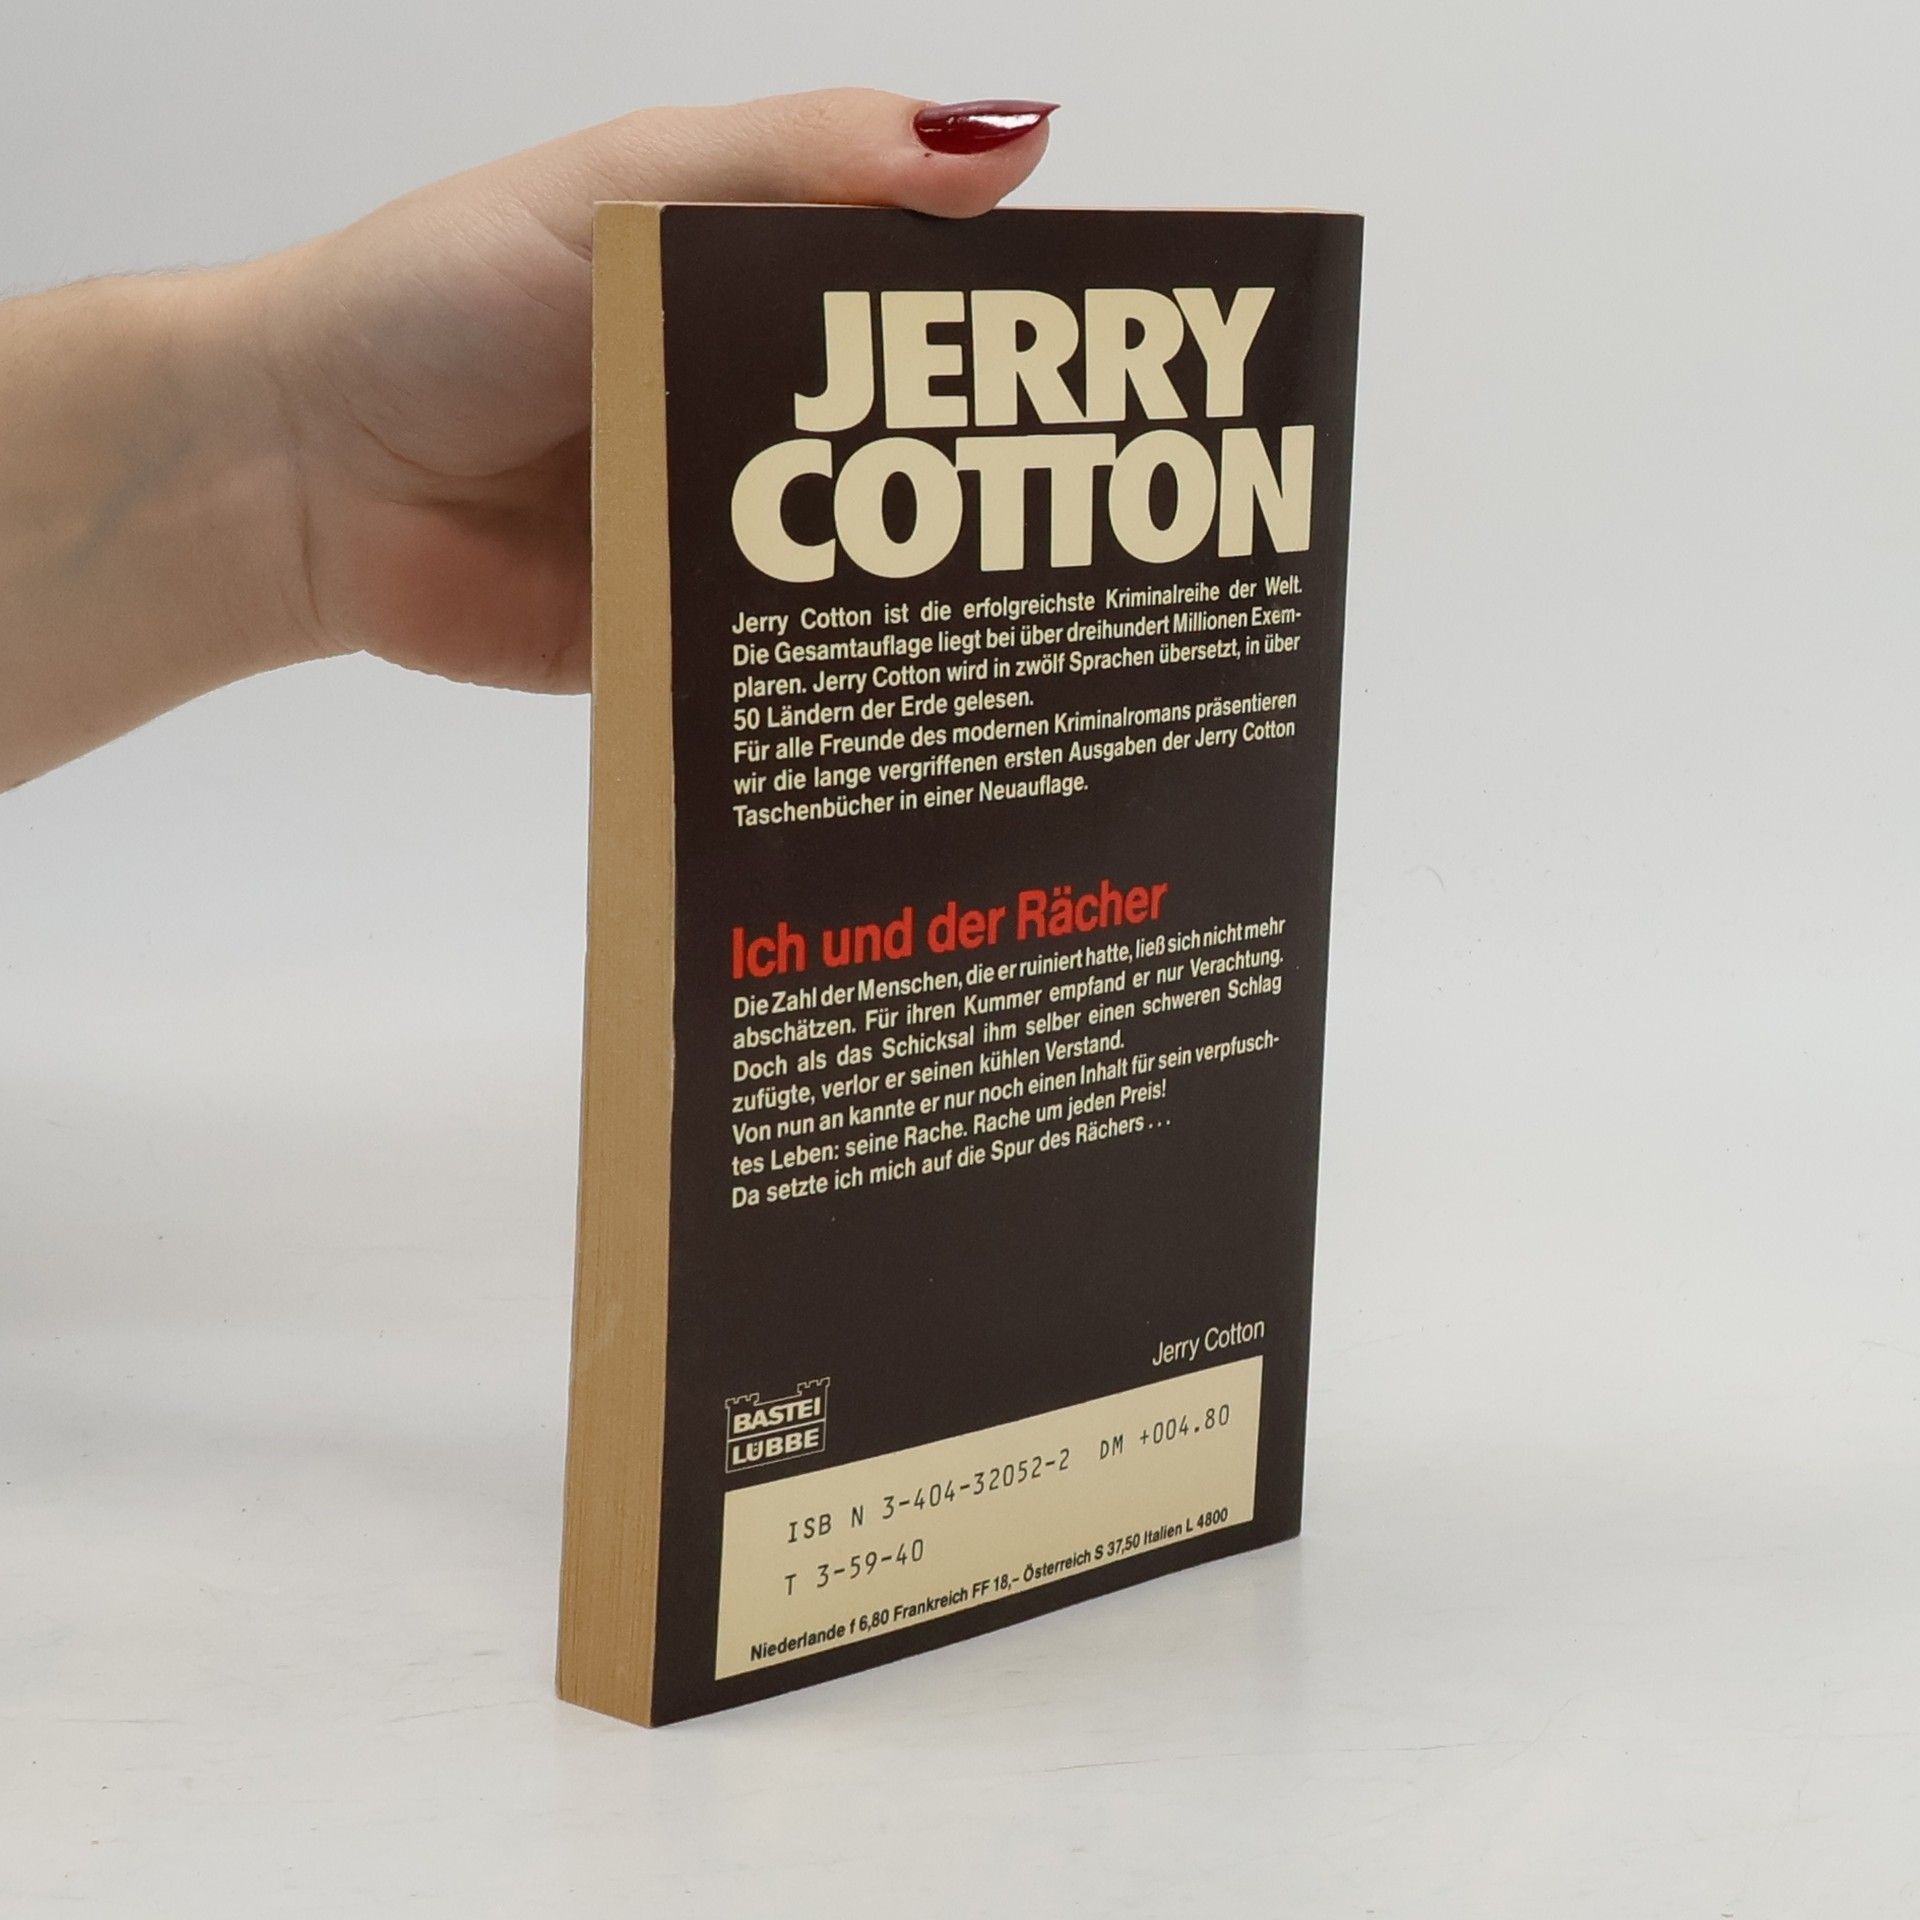 JERRY
COTTON
Jerry Cotton ist die erfolgreichste Kriminalreihe der Welt.
Die Gesamtauflage liegt bei über dreihundert Millionen Exem-
plaren. Jerry Cotton wird in zwölf Sprachen übersetzt, in über
50 Ländern der Erde gelesen.
Für alle Freunde des modernen Kriminalromans präsentieren
wir die lange vergriffenen ersten Ausgaben der Jerry Cotton
Taschenbücher in einer Neuauflage.
Ich und der Rächer
Die Zahl der Menschen, die er ruiniert hatte, ließ sich nicht mehr
abschätzen. Für ihren Kummer empfand er nur Verachtung.
Doch als das Schicksal ihm selber einen schweren Schlag
zufügte, verlor er seinen kühlen Verstand.
Von nun an kannte er nur noch einen Inhalt für sein verpfusch-
tes Leben: seine Rache. Rache um jeden Preis!
Da setzte ich mich auf die Spur des Rächers ...
Jerry Cotton
BASTEI
LÜBBE
ISB N 3-404-32052-2 DM +004.80
T 3-59-40
Niederlande f 6,80 Frankreich FF 18,– Österreich S 37,50 Italien L 4800